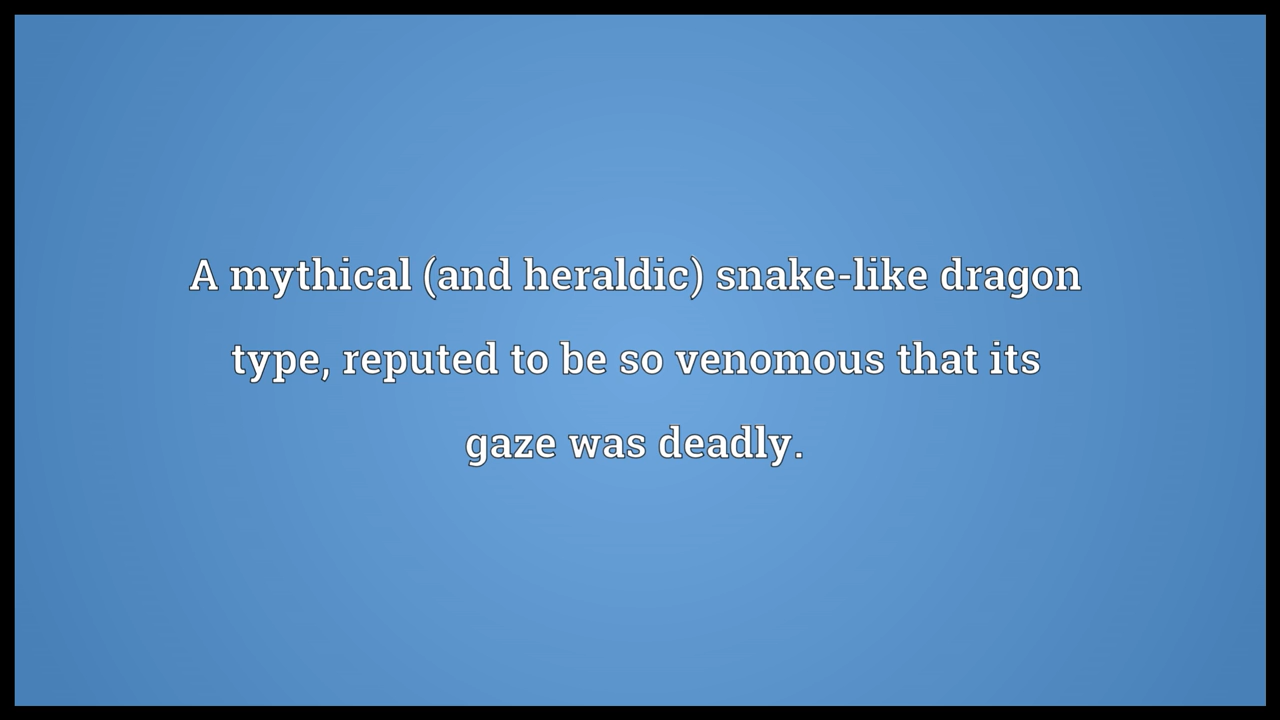 A mythical (and heraldic) snake-like dragon
type, reputed to be so venomous that its
gaze was deadly.